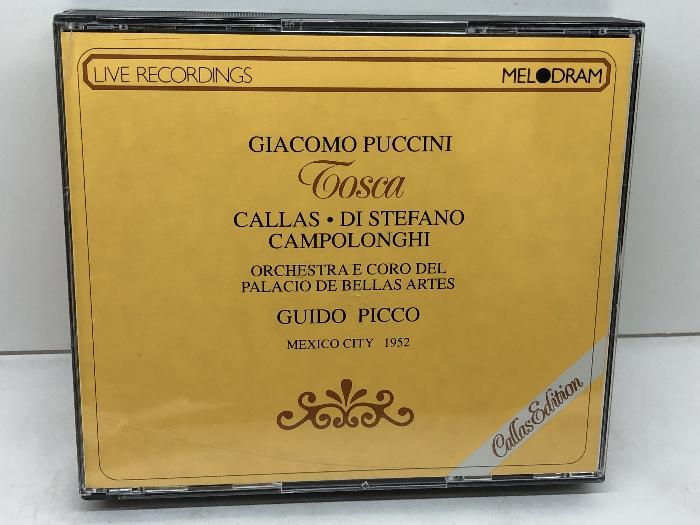 LIVE RECORDINGS
MELODRAM
GIACOMO PUCCINI
Tosca
CALLAS • DI STEFANO
CAMPOLONGHI
ORCHESTRA E CORO DEL
PALACIO DE BELLAS ARTES
GUIDO PICCO
MEXICO CITY 1952
Callas Edition